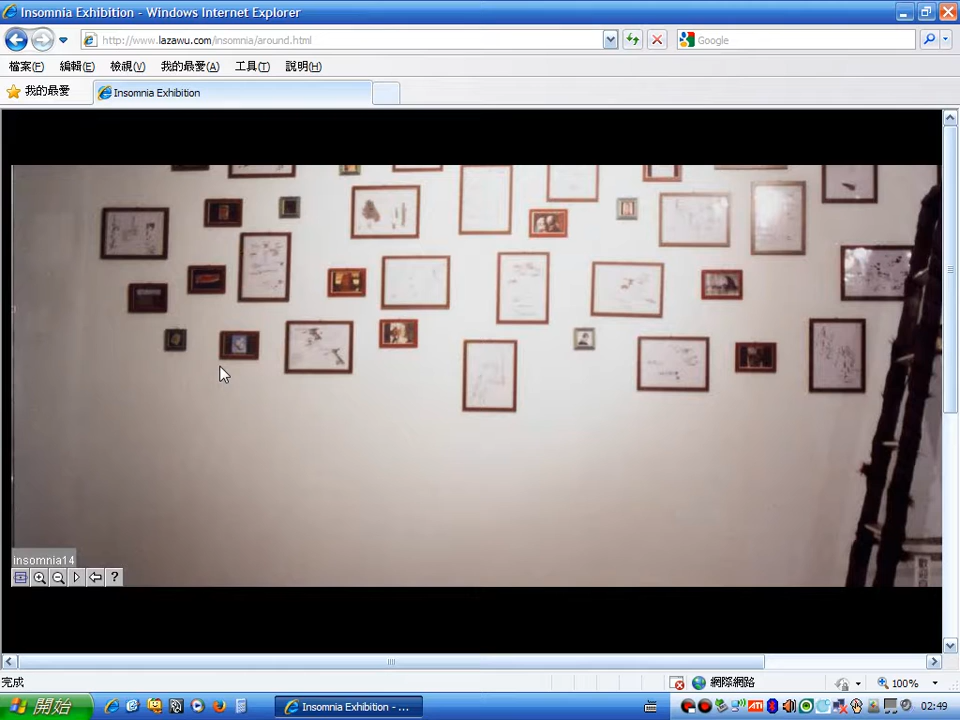 Insomnia Exhibition - Windows Internet Explorer
http://www.lazawu.com/insomnia/around.html
Google
檔案(F) 編輯(E) 檢視(V) 我的最愛(A) 工具(T) 說明(H)
我的最愛 Insomnia Exhibition
insomnia14
?
完成 網際網路 100%
開始 Insomnia Exhibition - ... ATI 02:49